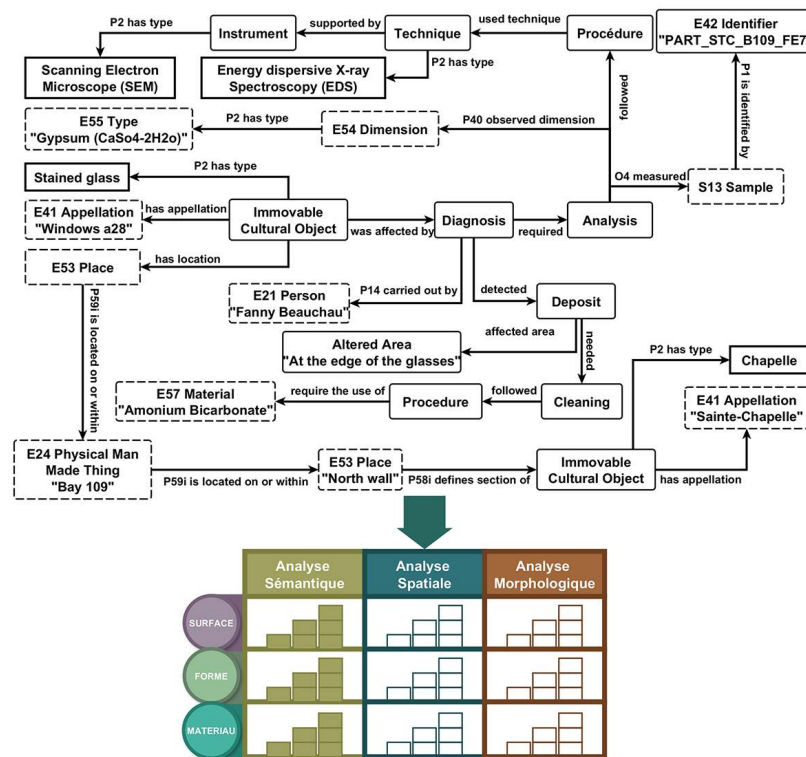 P2 has type
Instrument
supported by
Technique
used technique
Procédure
E42 Identifier
"PART_STC_B109_FE7
Scanning Electron
Microscope (SEM)
Energy dispersive X-ray
Spectroscopy (EDS)
P2 has type
followed
P1 is identified by
E55 Type
"Gypsum (CaSo4-2H2o)"
P2 has type
E54 Dimension
P40 observed dimension
Stained glass
P2 has type
O4 measured
S13 Sample
E41 Appellation
"Windows a28"
has appellation
Immovable
Cultural Object
was affected by
Diagnosis
required
Analysis
E53 Place
has location
P59i is located on or within
E21 Person
"Fanny Beauchau"
P14 carried out by
detected
Deposit
Altered Area
"At the edge of the glasses"
affected area
needed
P2 has type
Chapelle
E57 Material
"Amonium Bicarbonate"
require the use of
Procedure
followed
Cleaning
E41 Appellation
"Sainte-Chapelle"
E24 Physical Man
Made Thing
"Bay 109"
P59i is located on or within
E53 Place
"North wall"
P58i defines section of
Immovable
Cultural Object
has appellation
Analyse
Sémantique
Analyse
Spatiale
Analyse
Morphologique
SURFACE
FORME
MATERIAU